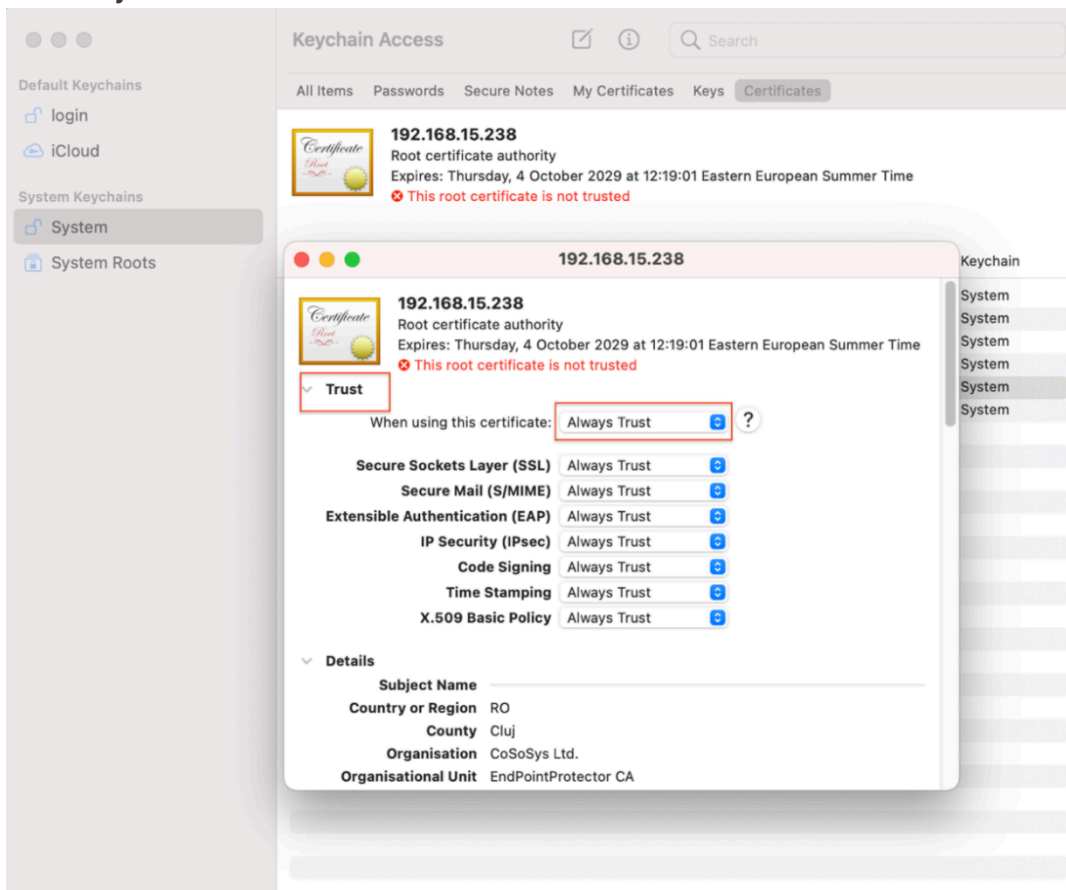 Keychain Access
Search
Default Keychains
login
iCloud
System Keychains
System
System Roots
All Items Passwords Secure Notes My Certificates Keys Certificates
Certificate
Root
192.168.15.238
Root certificate authority
Expires: Thursday, 4 October 2029 at 12:19:01 Eastern European Summer Time
This root certificate is not trusted
Keychain
System
System
System
System
System
System
192.168.15.238
Certificate
Root
192.168.15.238
Root certificate authority
Expires: Thursday, 4 October 2029 at 12:19:01 Eastern European Summer Time
This root certificate is not trusted
Trust
When using this certificate: Always Trust ?
Secure Sockets Layer (SSL) Always Trust
Secure Mail (S/MIME) Always Trust
Extensible Authentication (EAP) Always Trust
IP Security (IPsec) Always Trust
Code Signing Always Trust
Time Stamping Always Trust
X.509 Basic Policy Always Trust
Details
Subject Name
Country or Region RO
County Cluj
Organisation CoSoSys Ltd.
Organisational Unit EndPointProtector CA